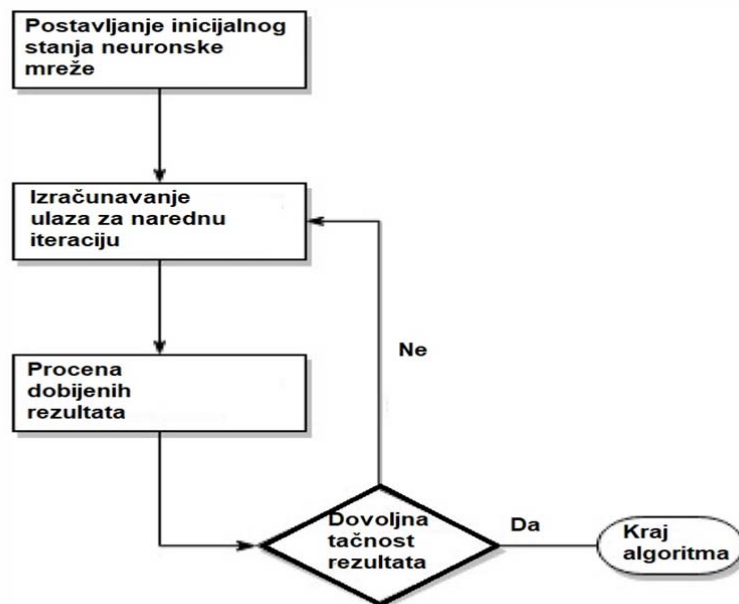 Postavljanje inicijalnog
stanja neuronske
mreže
Izračunavanje
ulaza za narednu
iteraciju
Procena
dobijenih
rezultata
Ne
Dovoljna
tačnost
rezultata
Da
Kraj
algoritma